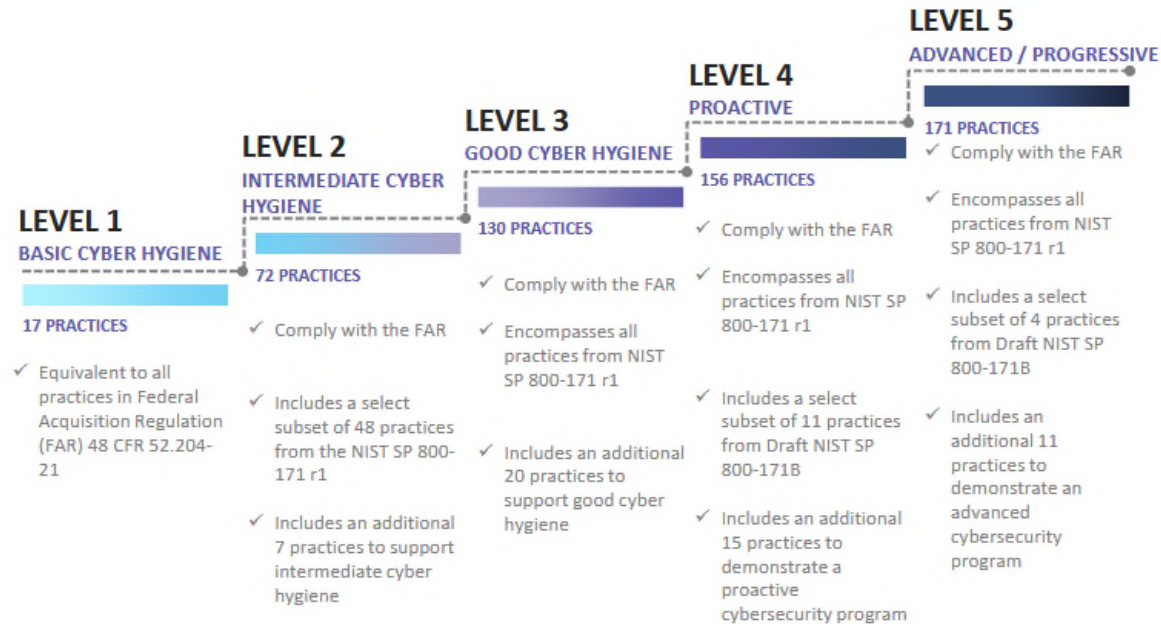 LEVEL 1
BASIC CYBER HYGIENE
17 PRACTICES
✓ Equivalent to all
practices in Federal
Acquisition Regulation
(FAR) 48 CFR 52.204-
21
LEVEL 2
INTERMEDIATE CYBER
HYGIENE
72 PRACTICES
✓ Comply with the FAR
✓ Includes a select
subset of 48 practices
from the NIST SP 800-
171 r1
✓ Includes an additional
7 practices to support
intermediate cyber
hygiene
LEVEL 3
GOOD CYBER HYGIENE
130 PRACTICES
✓ Comply with the FAR
✓ Encompasses all
practices from NIST
SP 800-171 r1
✓ Includes an additional
20 practices to
support good cyber
hygiene
LEVEL 4
PROACTIVE
156 PRACTICES
✓ Comply with the FAR
✓ Encompasses all
practices from NIST SP
800-171 r1
✓ Includes a select
subset of 11 practices
from Draft NIST SP
800-171B
✓ Includes an additional
15 practices to
demonstrate a
proactive
cybersecurity program
LEVEL 5
ADVANCED / PROGRESSIVE
171 PRACTICES
✓ Comply with the FAR
✓ Encompasses all
practices from NIST
SP 800-171 r1
✓ Includes a select
subset of 4 practices
from Draft NIST SP
800-171B
✓ Includes an
additional 11
practices to
demonstrate an
advanced
cybersecurity
program